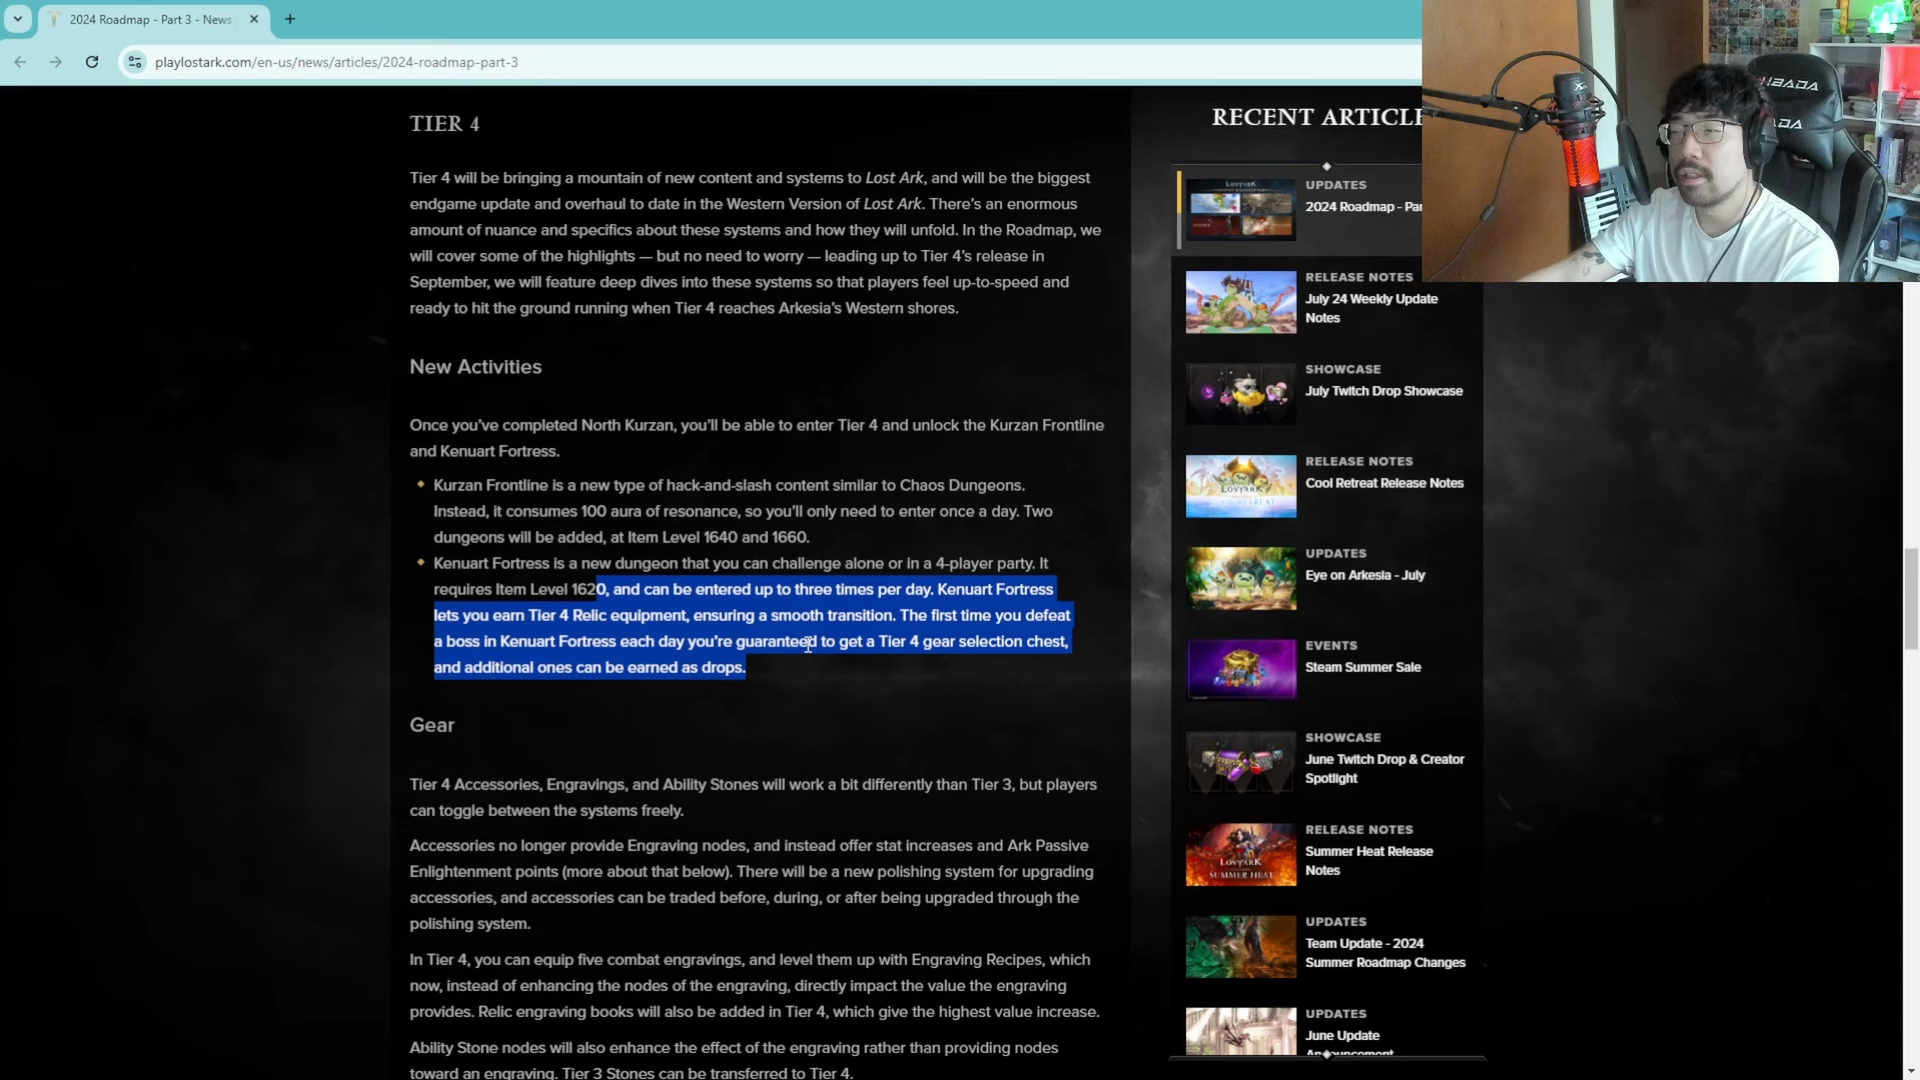 2024 Roadmap - Part 3 - News
playlostark.com/en-us/news/articles/2024-roadmap-part-3
TIER 4
Tier 4 will be bringing a mountain of new content and systems to Lost Ark, and will be the biggest
endgame update and overhaul to date in the Western Version of Lost Ark. There's an enormous
amount of nuance and specifics about these systems and how they will unfold. In the Roadmap, we
will cover some of the highlights — but no need to worry — leading up to Tier 4's release in
September, we will feature deep dives into these systems so that players feel up-to-speed and
ready to hit the ground running when Tier 4 reaches Arkesia's Western shores.
New Activities
Once you've completed North Kurzan, you'll be able to enter Tier 4 and unlock the Kurzan Frontline
and Kenuart Fortress.
Kurzan Frontline is a new type of hack-and-slash content similar to Chaos Dungeons.
Instead, it consumes 100 aura of resonance, so you'll only need to enter once a day. Two
dungeons will be added, at Item Level 1640 and 1660.
Kenuart Fortress is a new dungeon that you can challenge alone or in a 4-player party. It
requires Item Level 1620, and can be entered up to three times per day. Kenuart Fortress
lets you earn Tier 4 Relic equipment, ensuring a smooth transition. The first time you defeat
a boss in Kenuart Fortress each day you're guaranteed to get a Tier 4 gear selection chest,
and additional ones can be earned as drops.
Gear
Tier 4 Accessories, Engravings, and Ability Stones will work a bit differently than Tier 3, but players
can toggle between the systems freely.
Accessories no longer provide Engraving nodes, and instead offer stat increases and Ark Passive
Enlightenment points (more about that below). There will be a new polishing system for upgrading
accessories, and accessories can be traded before, during, or after being upgraded through the
polishing system.
In Tier 4, you can equip five combat engravings, and level them up with Engraving Recipes, which
now, instead of enhancing the nodes of the engraving, directly impact the value the engraving
provides. Relic engraving books will also be added in Tier 4, which give the highest value increase.
Ability Stone nodes will also enhance the effect of the engraving rather than providing nodes
toward an engraving. Tier 3 Stones can be transferred to Tier 4.
RECENT ARTICLE
UPDATES
2024 Roadmap - Par
RELEASE NOTES
July 24 Weekly Update
Notes
SHOWCASE
July Twitch Drop Showcase
RELEASE NOTES
Cool Retreat Release Notes
UPDATES
Eye on Arkesia - July
EVENTS
Steam Summer Sale
SHOWCASE
June Twitch Drop & Creator
Spotlight
RELEASE NOTES
Summer Heat Release
Notes
LOST ARK
SUMMER HEAT
UPDATES
Team Update - 2024
Summer Roadmap Changes
UPDATES
June Update
Announcement
HBADA